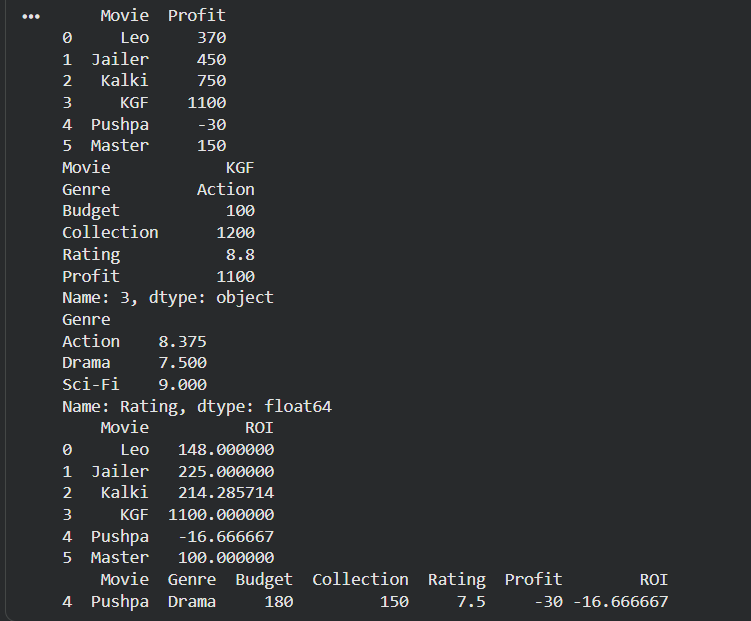 •••
Movie Profit
0 Leo 370
1 Jailer 450
2 Kalki 750
3 KGF 1100
4 Pushpa -30
5 Master 150
Movie KGF
Genre Action
Budget 100
Collection 1200
Rating 8.8
Profit 1100
Name: 3, dtype: object
Genre
Action 8.375
Drama 7.500
Sci-Fi 9.000
Name: Rating, dtype: float64
Movie ROI
0 Leo 148.000000
1 Jailer 225.000000
2 Kalki 214.285714
3 KGF 1100.000000
4 Pushpa -16.666667
5 Master 100.000000
Movie Genre Budget Collection Rating Profit ROI
4 Pushpa Drama 180 150 7.5 -30 -16.666667